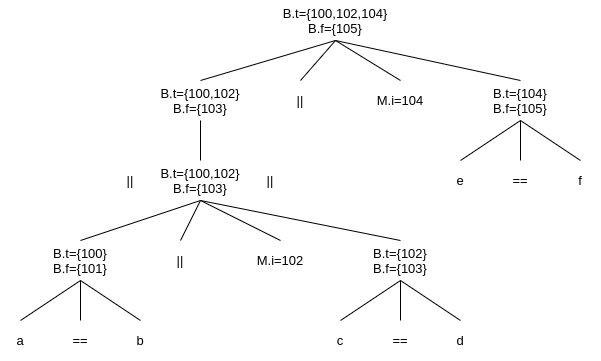 B.t={100,102,104}
B.f={105}
B.t={100,102}
B.f={103}
||
M.i=104
B.t={104}
B.f={105}
||
B.t={100,102}
B.f={103}
||
e
==
f
B.t={100}
B.f={101}
||
M.i=102
B.t={102}
B.f={103}
a
==
b
c
==
d